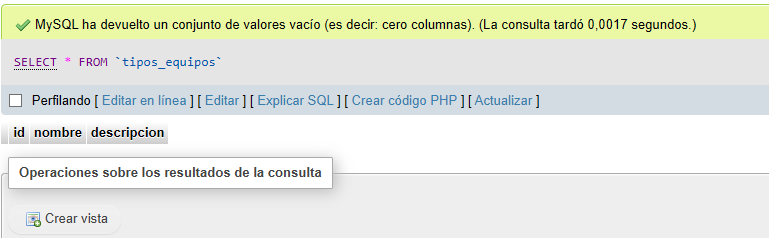 MySQL ha devuelto un conjunto de valores vacío (es decir: cero columnas). (La consulta tardó 0,0017 segundos.)
SELECT * FROM `tipos_equipos`
Perfilando [ Editar en línea ] [ Editar ] [ Explicar SQL ] [ Crear código PHP ] [ Actualizar ]
id nombre descripcion
Operaciones sobre los resultados de la consulta
Crear vista